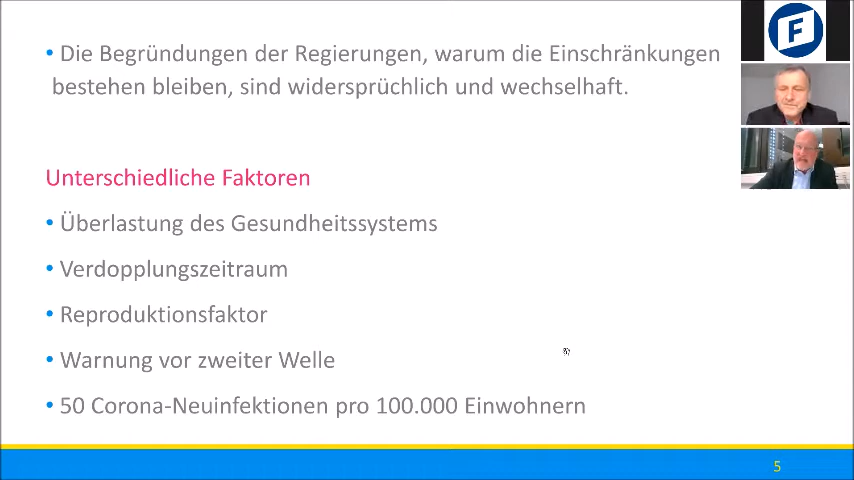 • Die Begründungen der Regierungen, warum die Einschränkungen
bestehen bleiben, sind widersprüchlich und wechselhaft.
Unterschiedliche Faktoren
• Überlastung des Gesundheitssystems
• Verdopplungszeitraum
• Reproduktionsfaktor
• Warnung vor zweiter Welle
• 50 Corona-Neuinfektionen pro 100.000 Einwohnern
F
5